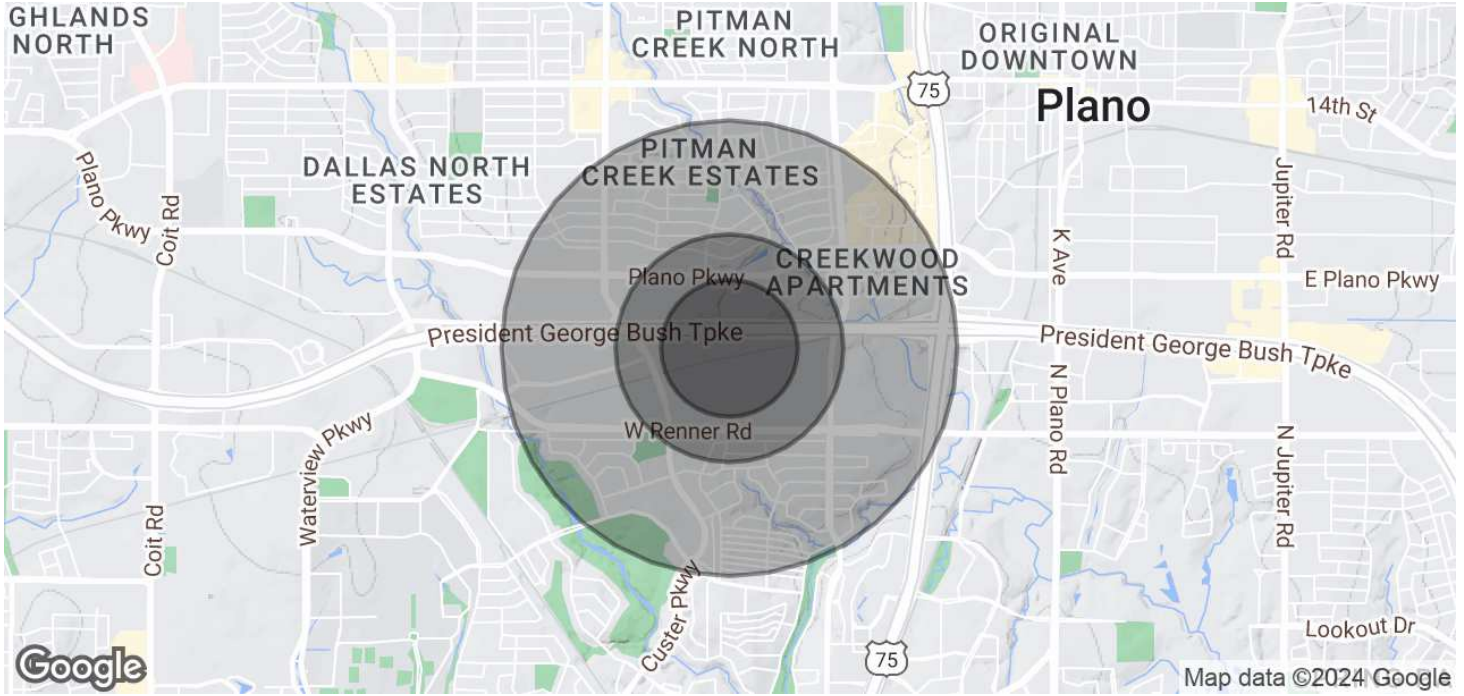 GHLANDS
NORTH
PITMAN
CREEK NORTH
ORIGINAL
DOWNTOWN
75
Plano
14th St
DALLAS NORTH
ESTATES
PITMAN
CREEK ESTATES
Plano Pkwy
Coit Rd
Jupiter Rd
K Ave
CREEKWOOD
APARTMENTS
Plano Pkwy
E Plano Pkwy
President George Bush Tpke
President George Bush Tpke
W Renner Rd
Waterview Pkwy
N Plano Rd
N Jupiter Rd
Coit Rd
Custer Pkwy
75
Lookout Dr
Google
Map data ©2024 Google